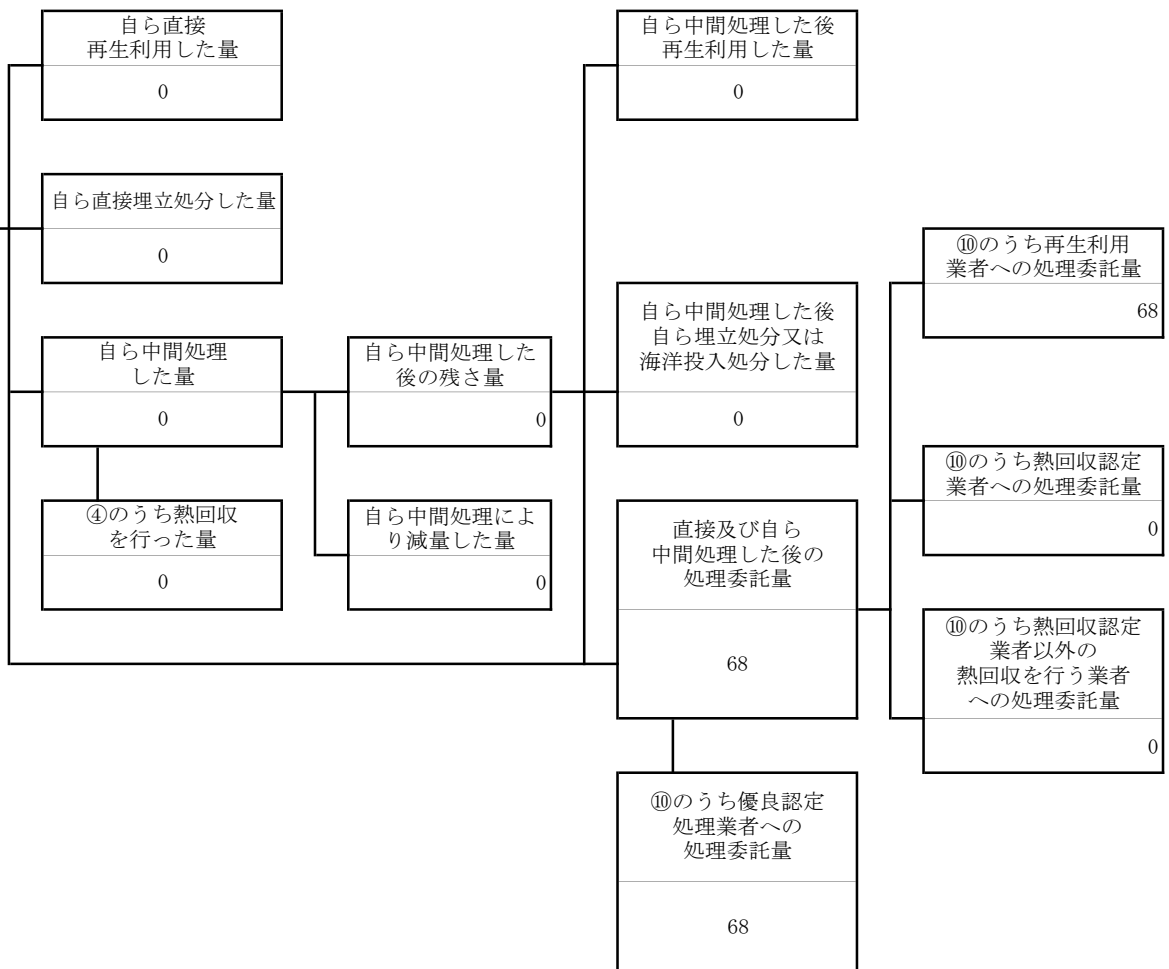 自ら直接
再生利用した量
0
自ら中間処理した後
再生利用した量
0
自ら直接埋立処分した量
0
⑩のうち再生利用
業者への処理委託量
68
自ら中間処理した後
自ら埋立処分又は
海洋投入処分した量
0
自ら中間処理
した量
0
自ら中間処理した
後の残さ量
0
⑩のうち熱回収認定
業者への処理委託量
0
④のうち熱回収
を行った量
0
自ら中間処理によ
り減量した量
0
直接及び自ら
中間処理した後の
処理委託量
68
⑩のうち熱回収認定
業者以外の
熱回収を行う業者
への処理委託量
0
⑩のうち優良認定
処理業者への
処理委託量
68